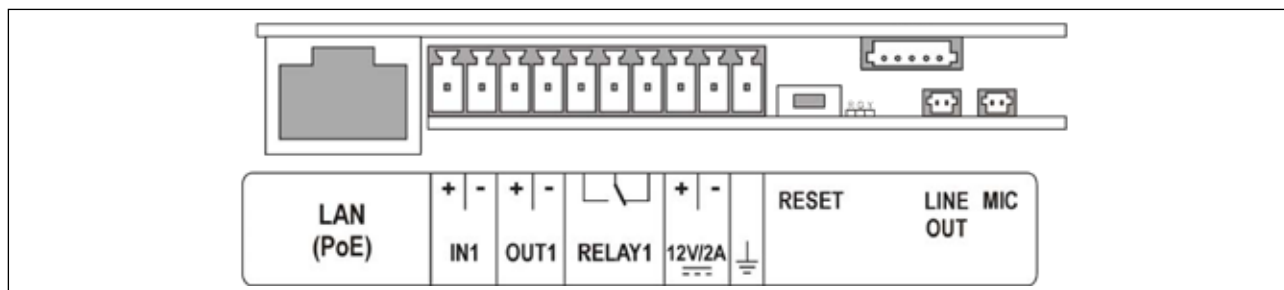 R G Y
+ - + - + -
LAN
(PoE)
IN1
OUT1
RELAY1
12V/2A
RESET
LINE
OUT
MIC